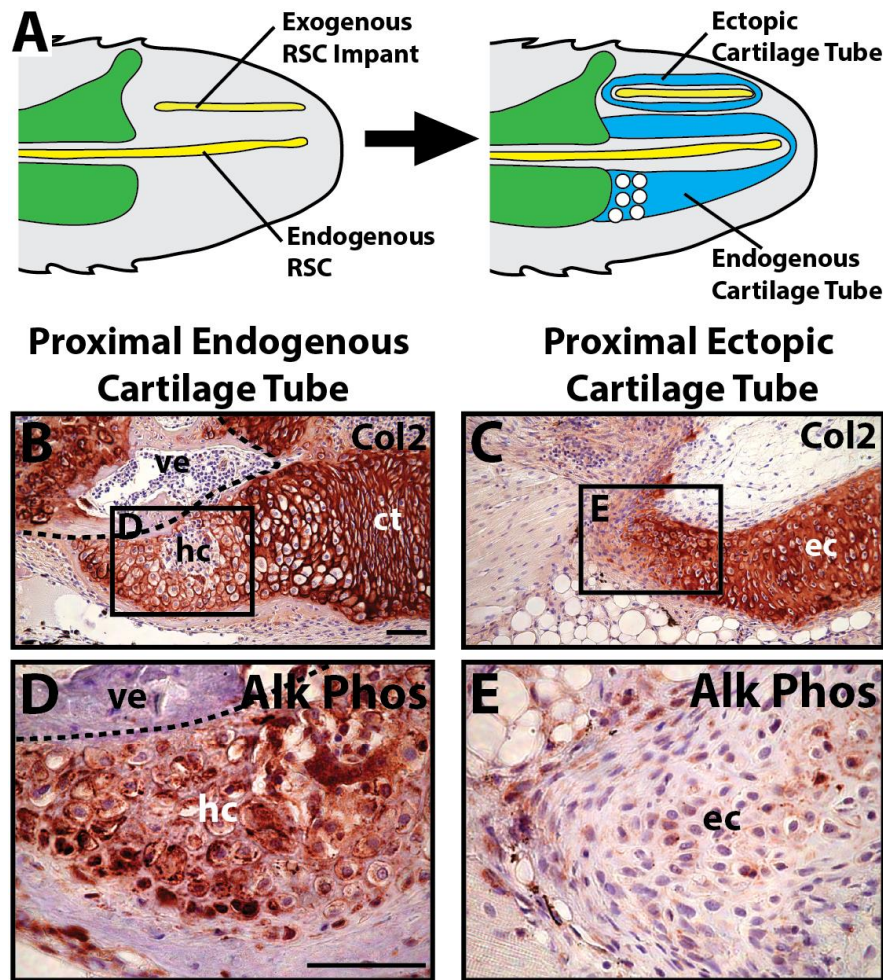 A
Exogenous
RSC Impant
Endogenous
RSC
Ectopic
Cartilage Tube
Endogenous
Cartilage Tube
Proximal Endogenous
Cartilage Tube
Proximal Ectopic
Cartilage Tube
B
Col2
ve
D
hc
ct
C
Col2
E
ec
D
ve
Alk Phos
hc
E
Alk Phos
ec